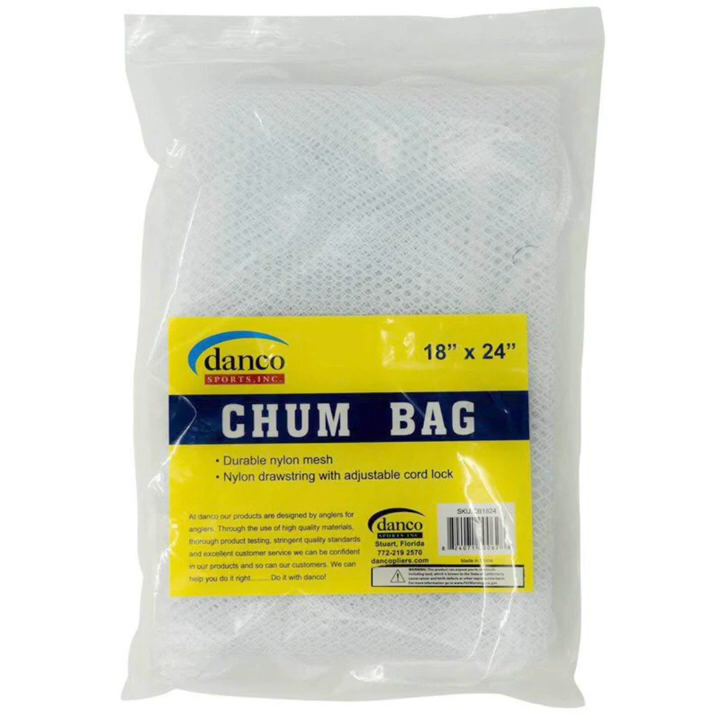 danco
SPORTS, INC.
18” x 24”
CHUM BAG
• Durable nylon mesh
• Nylon drawstring with adjustable cord lock
At danco our products are designed by anglers for
anglers. Through the use of high quality materials,
thorough product testing, stringent quality standards
and excellent customer service we can be confident
in our products and so can our customers. We can
help you do it right.........Do it with danco!
danco
SPORTS INC
Stuart, Florida
772-219 2570
dancopliers.com
SKU: CB1824
Made in
WARNING: